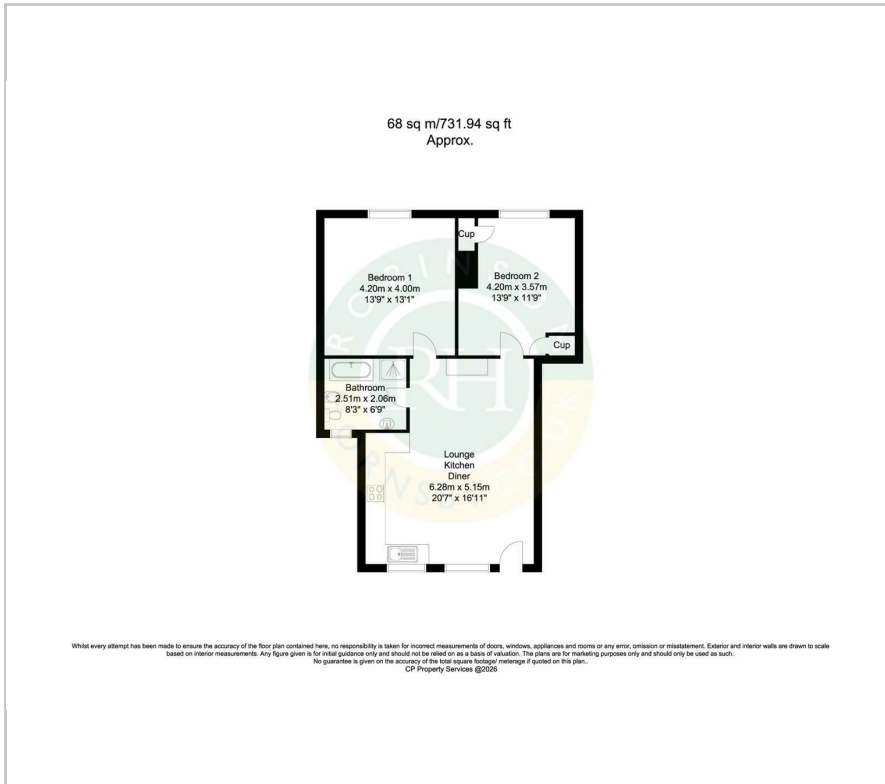 68 sq m/731.94 sq ft
Approx.
Cup
Bedroom 1
4.20m x 4.00m
13'9" x 13'1"
Bedroom 2
4.20m x 3.57m
13'9" x 11'9"
Cup
Bathroom
2.51m x 2.06m
8'3" x 6'9"
RH
Lounge
Kitchen
Diner
6.28m x 5.15m
20'7" x 16'11"
Whilst every attempt has been made to ensure the accuracy of the floor plan contained here, no responsibility is taken for incorrect measurements of doors, windows, appliances and rooms or any error, omission or misstatement. Exterior and interior walls are drawn to scale
based on interior measurements. Any figure given is for initial guidance only and should not be relied on as a basis of valuation. The plans are for marketing purposes only and should only be used as such.
No guarantee is given on the accuracy of the total square footage/ meterage if quoted on this plan..
CP Property Services @2026